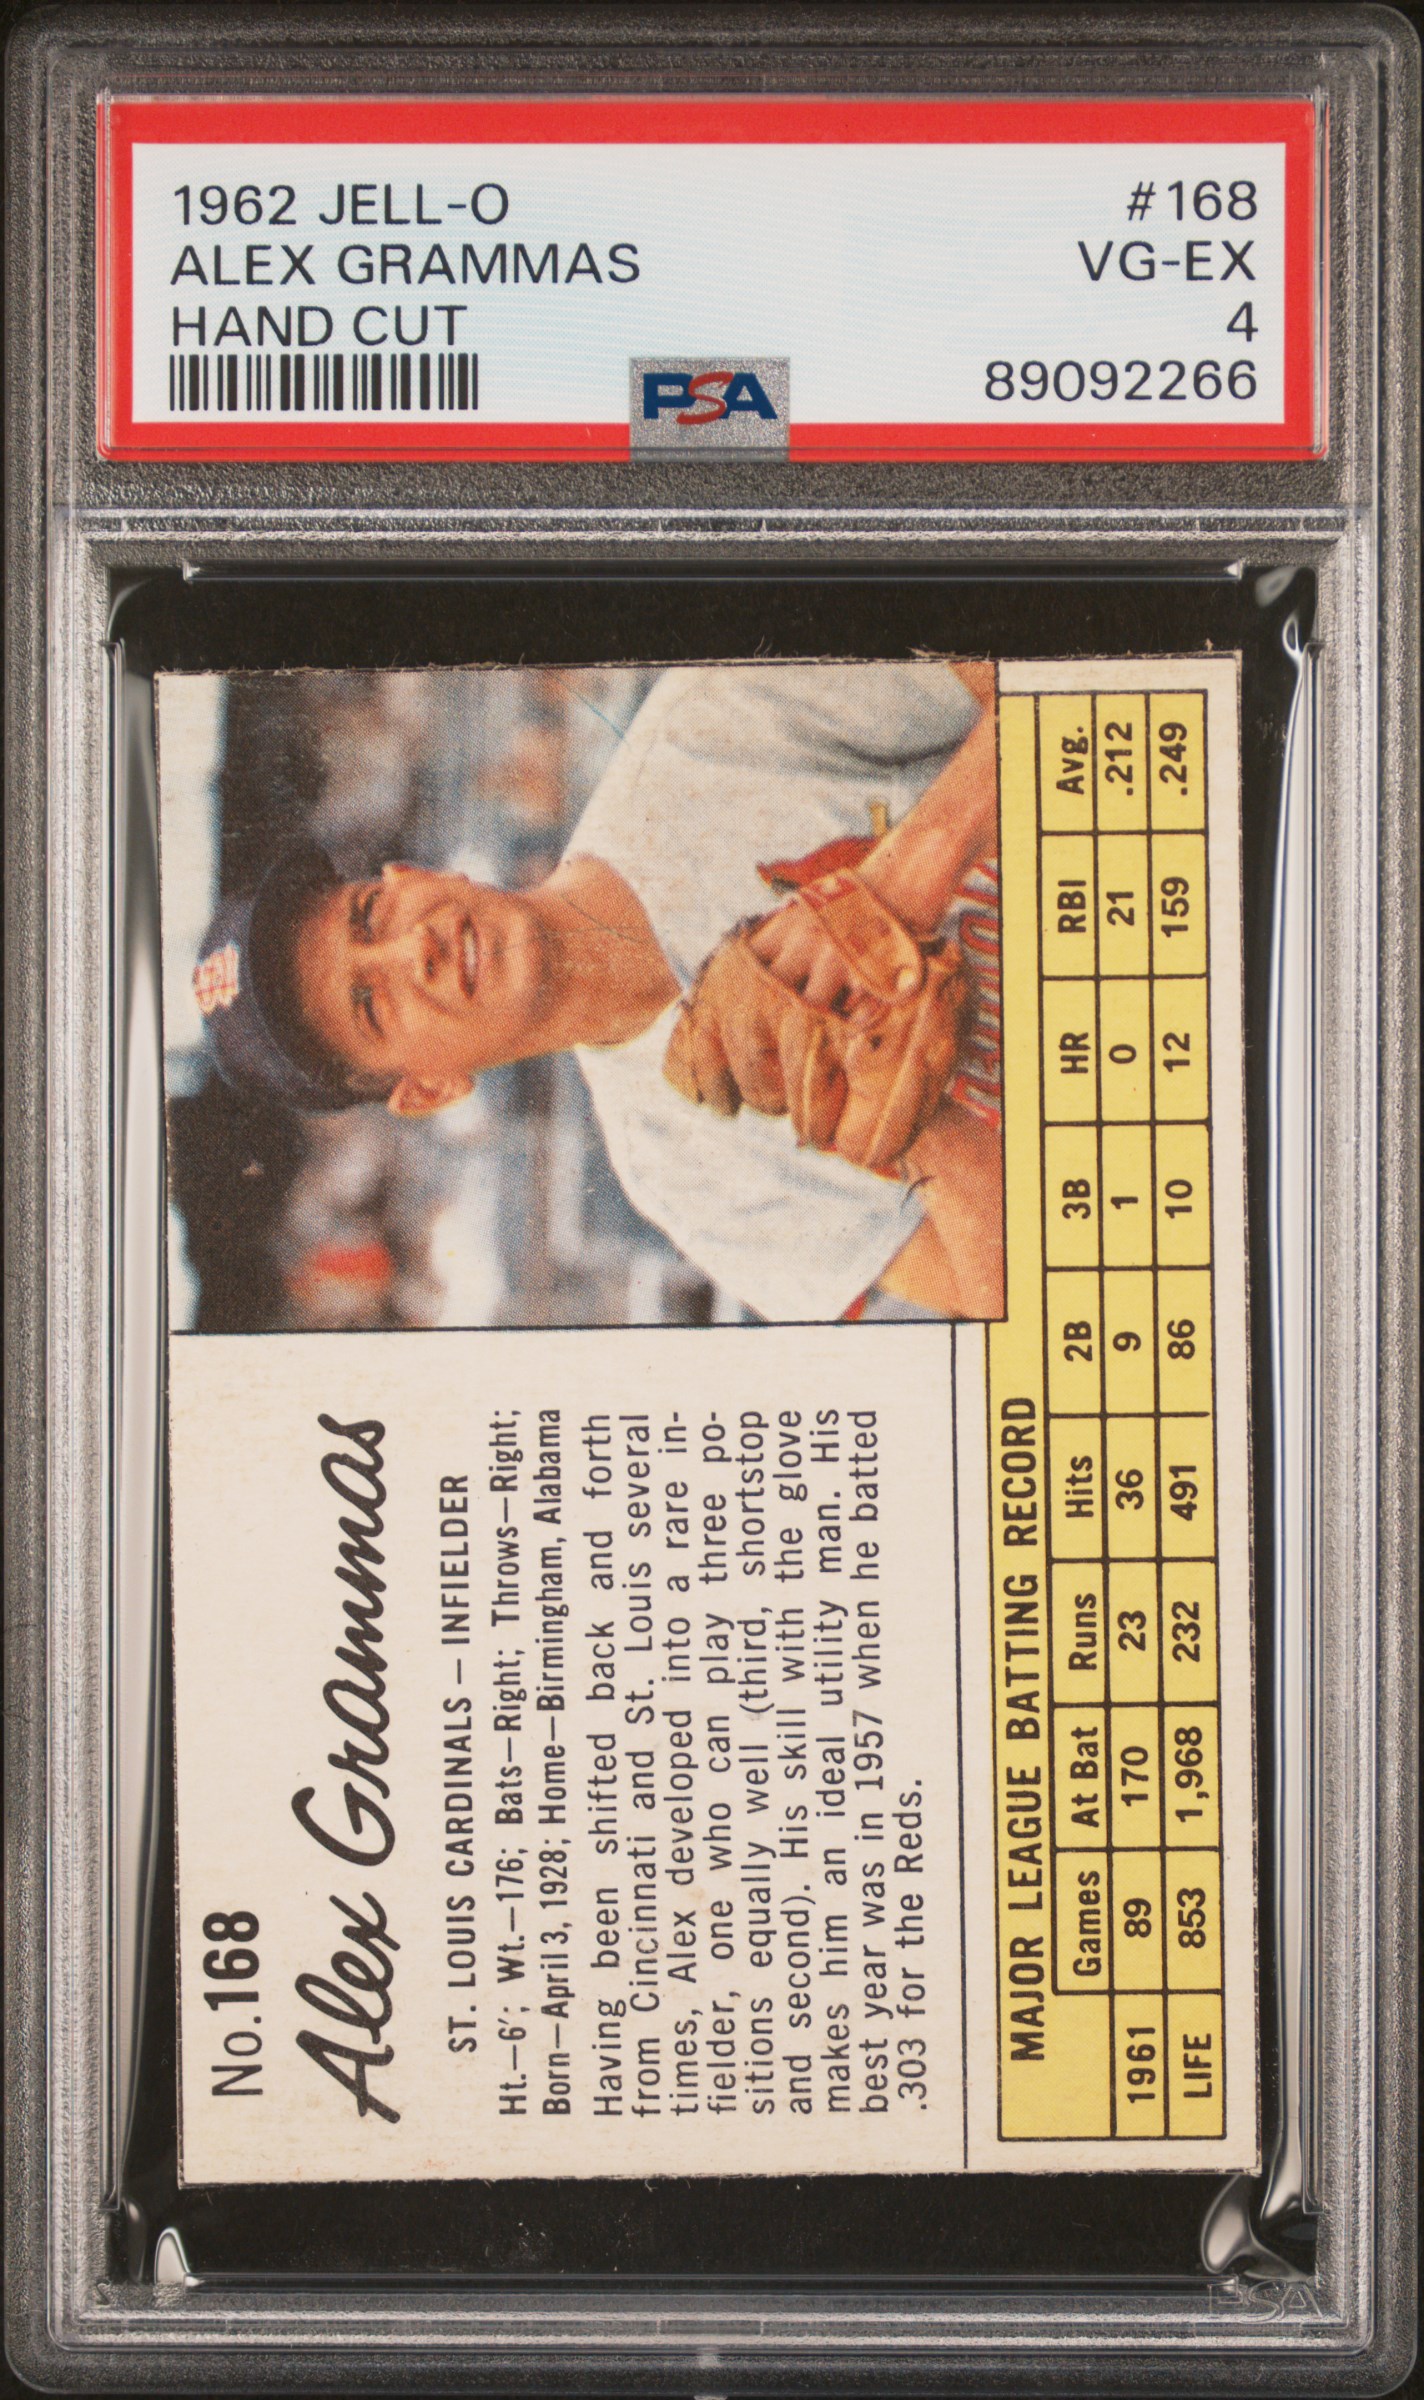 1962 JELL-O
ALEX GRAMMAS
HAND CUT
#168
VG-EX
4
89092266
PSA
No. 168
Alex Grammas
ST. LOUIS CARDINALS – INFIELDER
Ht.–6'; Wt.–176; Bats–Right; Throws–Right;
Born–April 3, 1928; Home–Birmingham, Alabama
Having been shifted back and forth
from Cincinnati and St. Louis several
times, Alex developed into a rare in-
fielder, one who can play three po-
sitions equally well (third, shortstop
and second). His skill with the glove
makes him an ideal utility man. His
best year was in 1957 when he batted
.303 for the Reds.
MAJOR LEAGUE BATTING RECORD
Games At Bat Runs Hits 2B 3B HR RBI Avg.
1961 89 170 23 36 9 1 0 21 .212
LIFE 853 1,968 232 491 86 10 12 159 .249
PSA